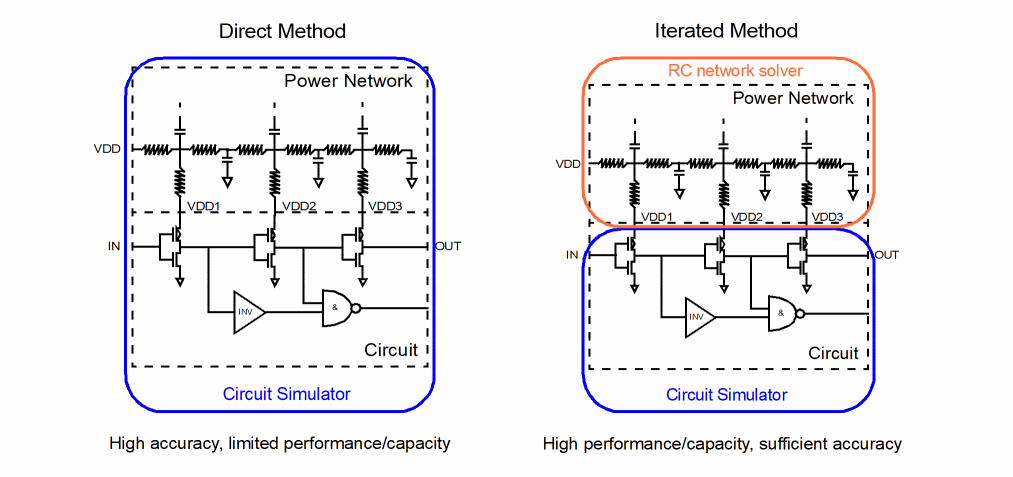 Direct Method
Power Network
VDD
VDD1 VDD2 VDD3
IN OUT
INV &
Circuit
Circuit Simulator
High accuracy, limited performance/capacity
Iterated Method
RC network solver
Power Network
VDD
VDD1 VDD2 VDD3
IN OUT
INV &
Circuit
Circuit Simulator
High performance/capacity, sufficient accuracy